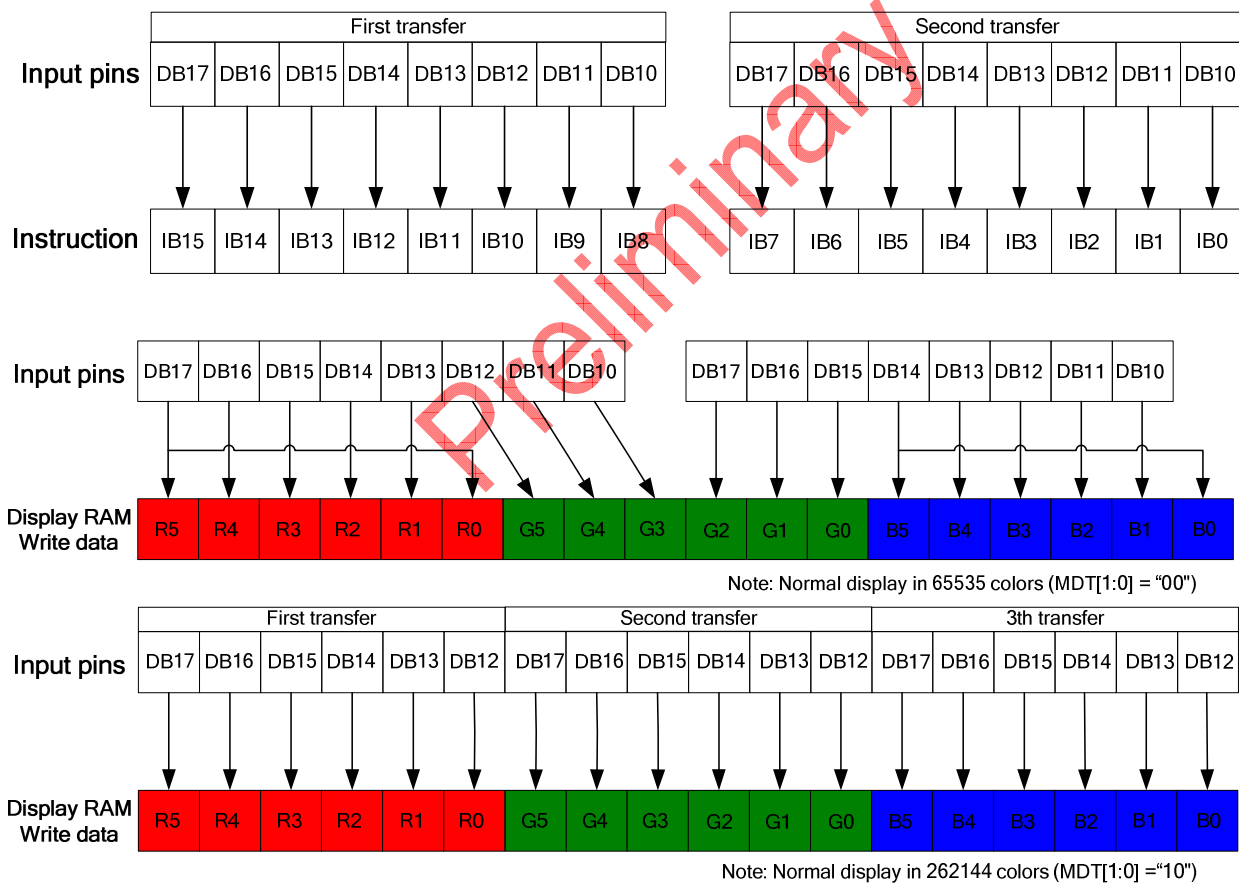 First transfer Second transfer
Input pins DB17 DB16 DB15 DB14 DB13 DB12 DB11 DB10 DB17 DB16 DB15 DB14 DB13 DB12 DB11 DB10
Instruction IB15 IB14 IB13 IB12 IB11 IB10 IB9 IB8 IB7 IB6 IB5 IB4 IB3 IB2 IB1 IB0
Preliminary
Input pins DB17 DB16 DB15 DB14 DB13 DB12 DB11 DB10 DB17 DB16 DB15 DB14 DB13 DB12 DB11 DB10
Display RAM
Write data R5 R4 R3 R2 R1 R0 G5 G4 G3 G2 G1 G0 B5 B4 B3 B2 B1 B0
Note: Normal display in 65535 colors (MDT[1:0] = “00")
First transfer Second transfer 3th transfer
Input pins DB17 DB16 DB15 DB14 DB13 DB12 DB17 DB16 DB15 DB14 DB13 DB12 DB17 DB16 DB15 DB14 DB13 DB12
Display RAM
Write data R5 R4 R3 R2 R1 R0 G5 G4 G3 G2 G1 G0 B5 B4 B3 B2 B1 B0
Note: Normal display in 262144 colors (MDT[1:0] =“10")